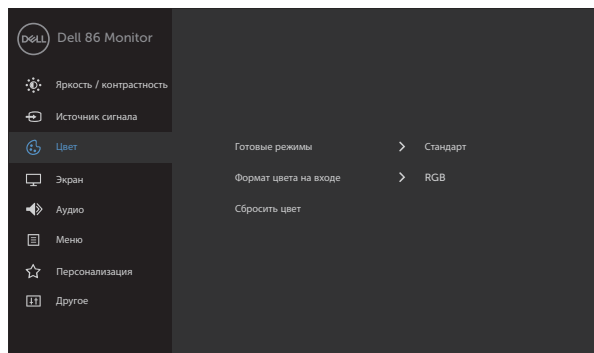 DELL Dell 86 Monitor
Яркость / контрастность
Источник сигнала
Цвет
Готовые режимы
Стандарт
Экран
Формат цвета на входе
RGB
Аудио
Сбросить цвет
Меню
Персонализация
Другое